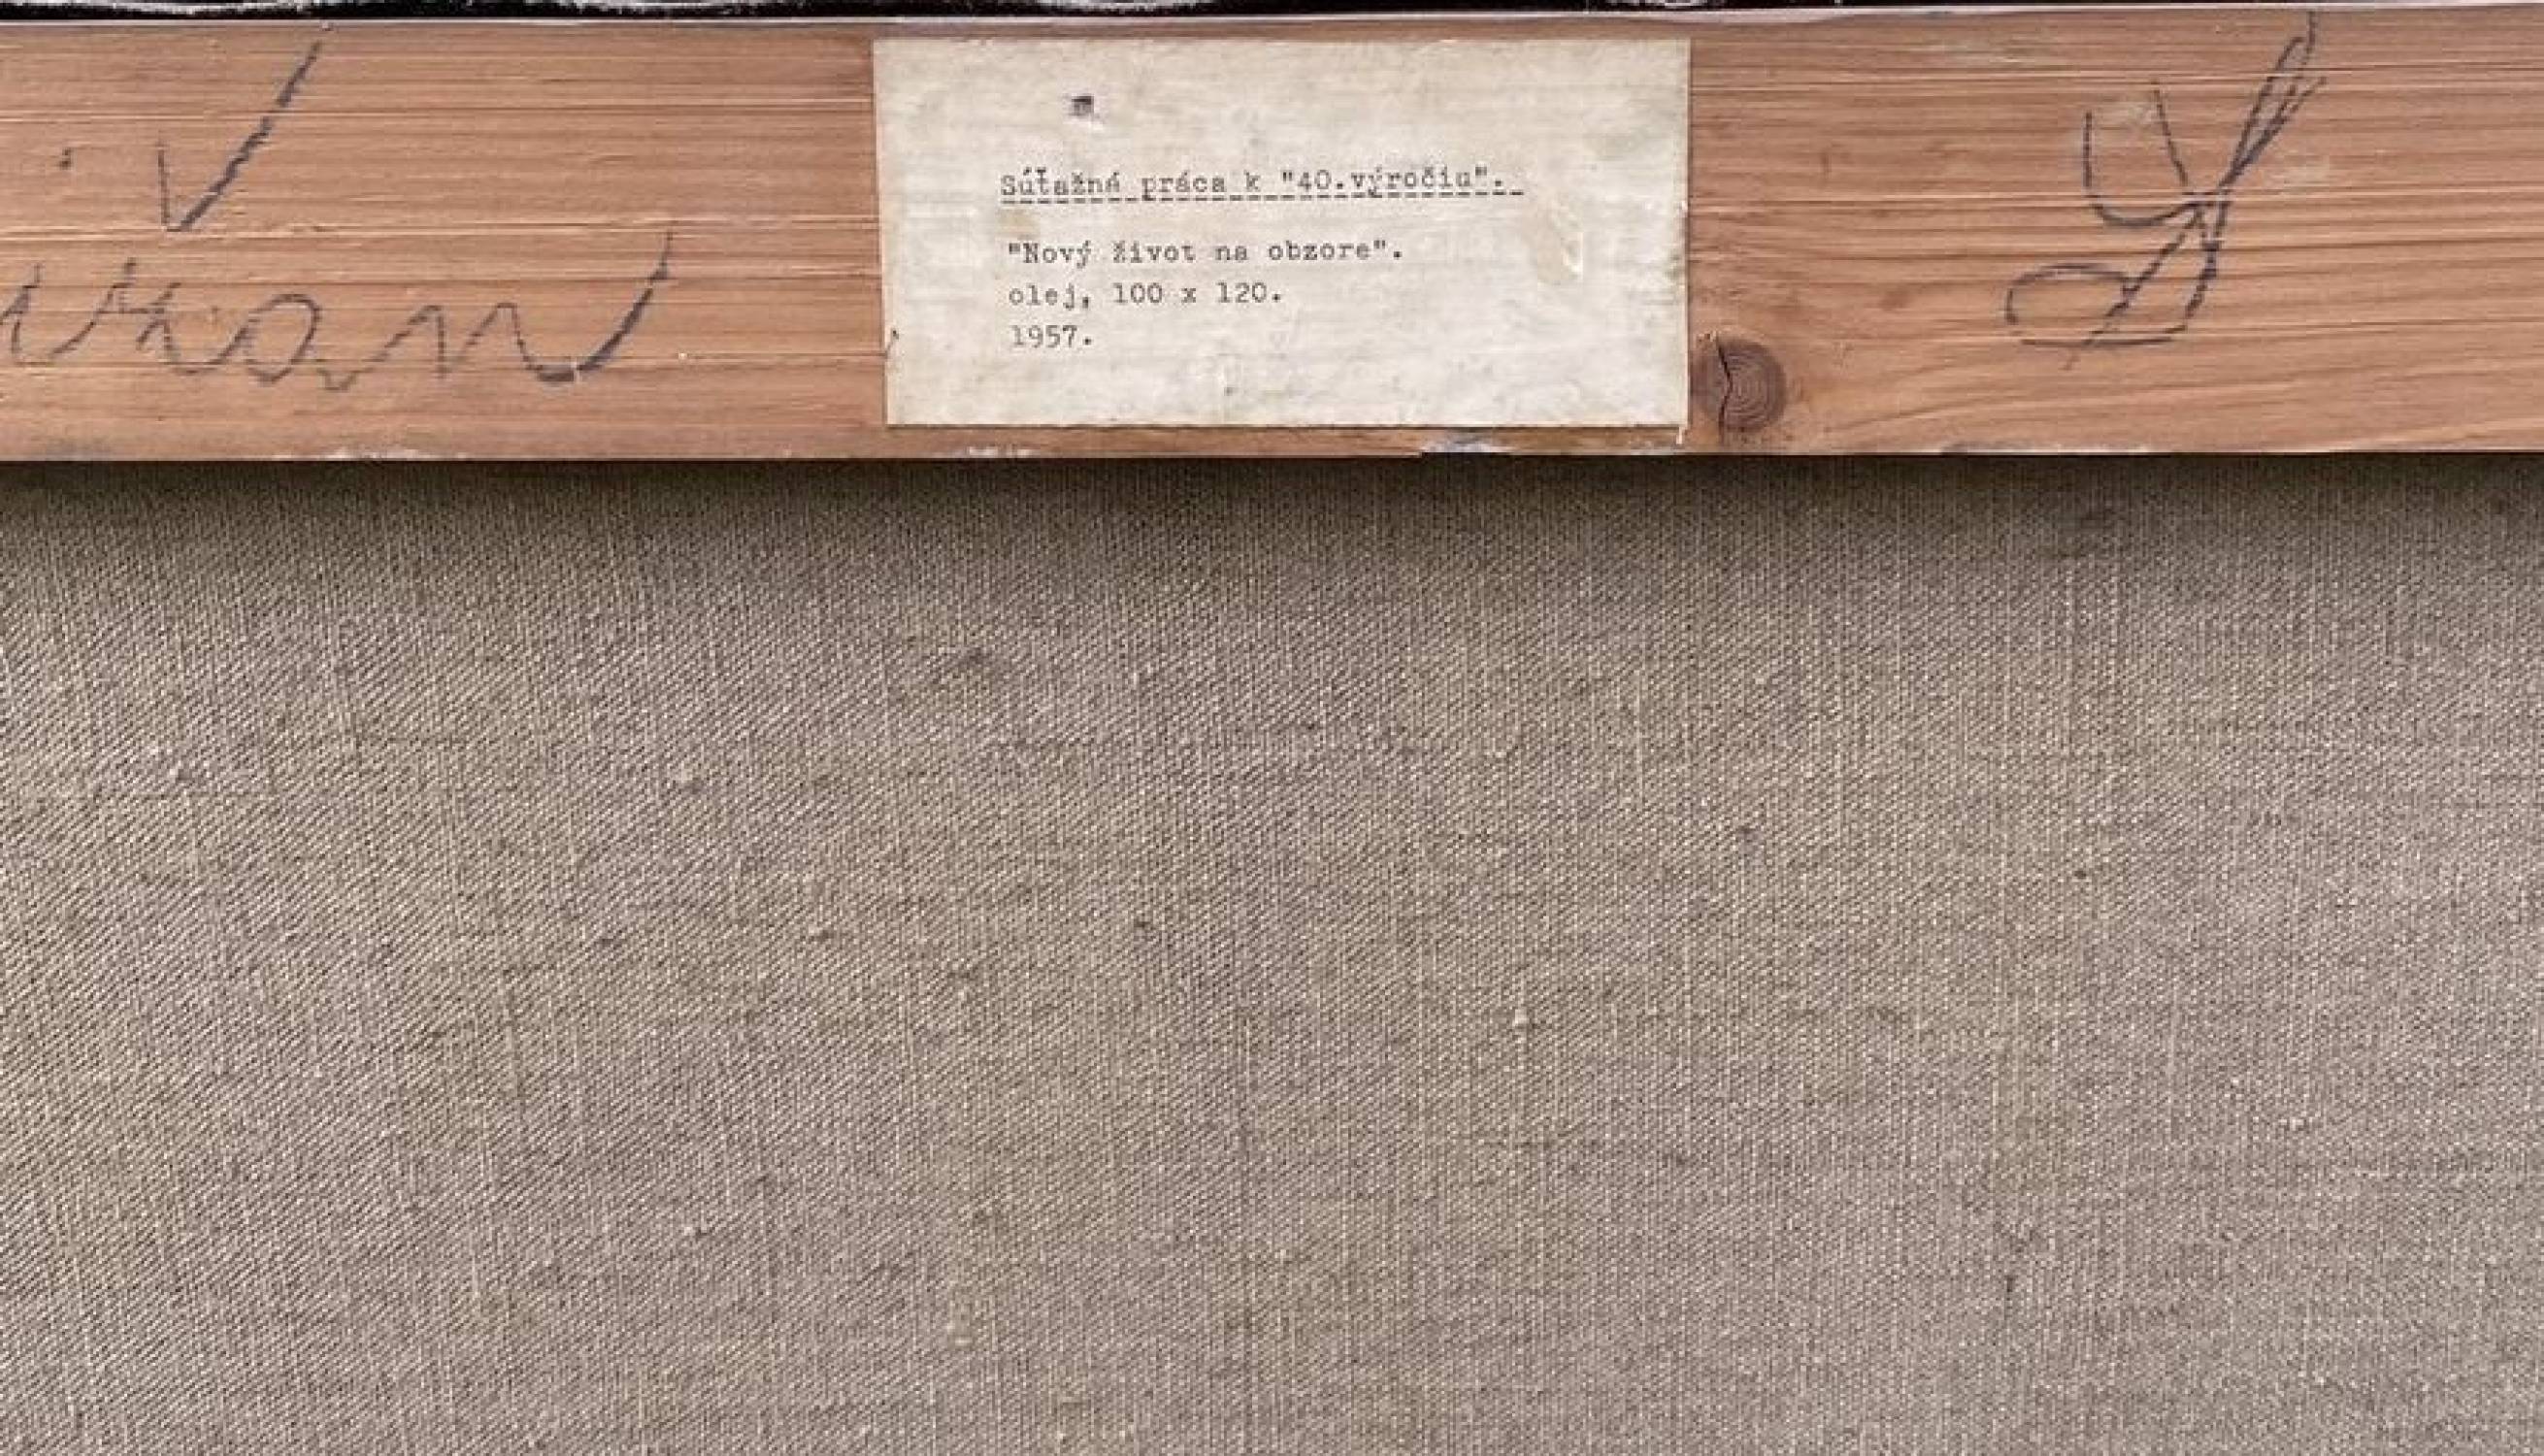 Súťažná práca k "40.výročiu".
"Nový život na obzore".
olej, 100 x 120.
1957.